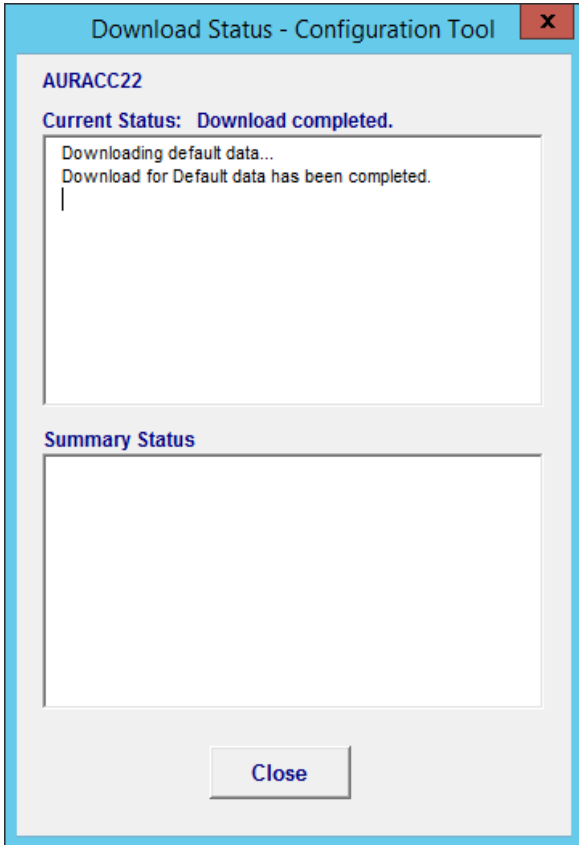 Download Status - Configuration Tool x
AURACC22
Current Status: Download completed.
Downloading default data...
Download for Default data has been completed.
Summary Status
Close